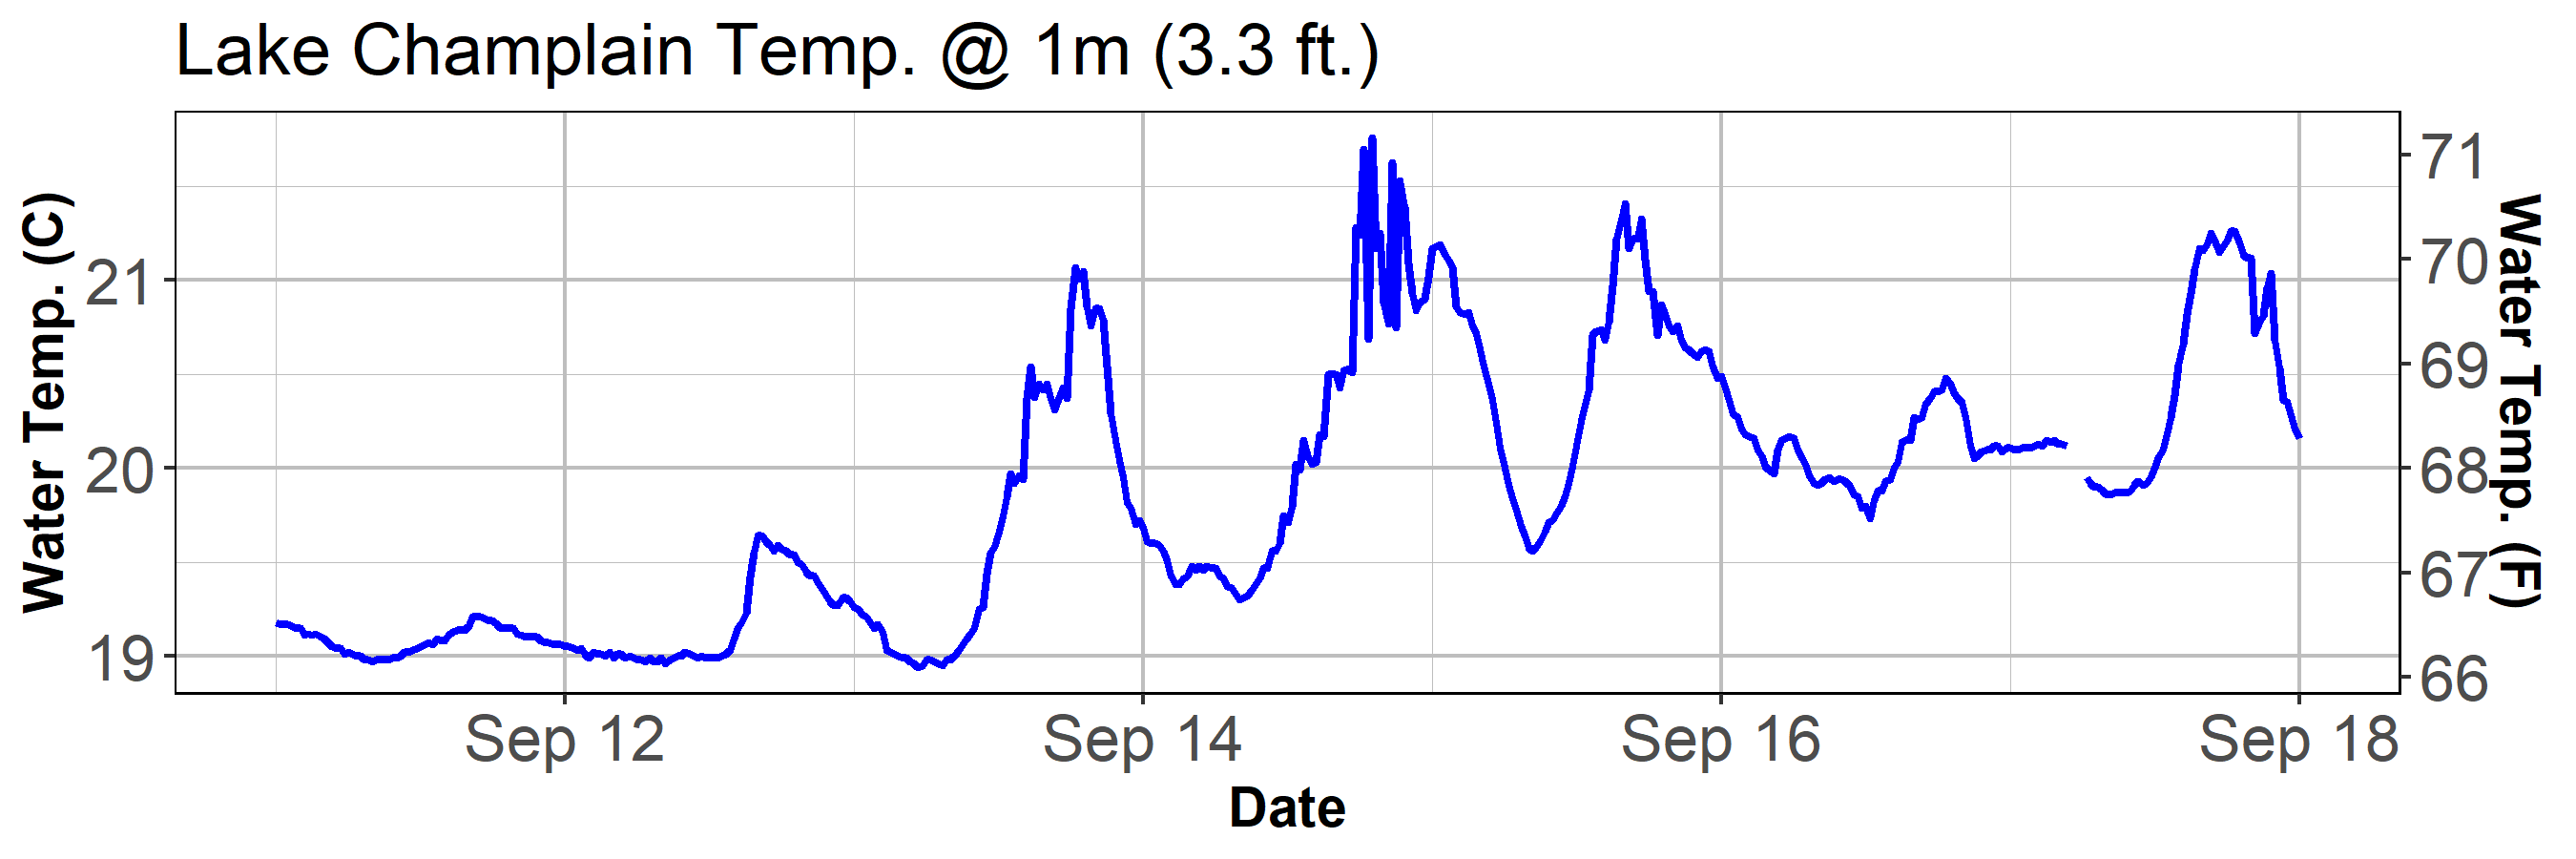 Lake Champlain Temp. @ 1m (3.3 ft.)
Water Temp. (C)
21
20
19
71
70
69
68
67
66
Water Temp. (F)
Sep 12
Sep 14
Sep 16
Sep 18
Date